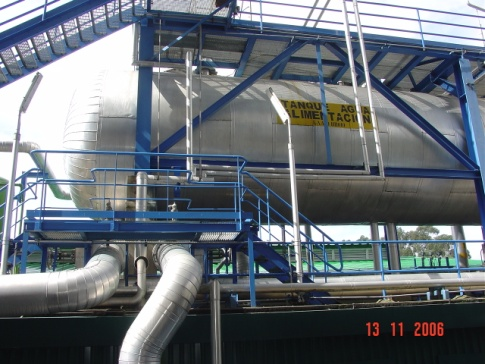 TANQUE AGUA
ALIMENTACION
13 11 2006